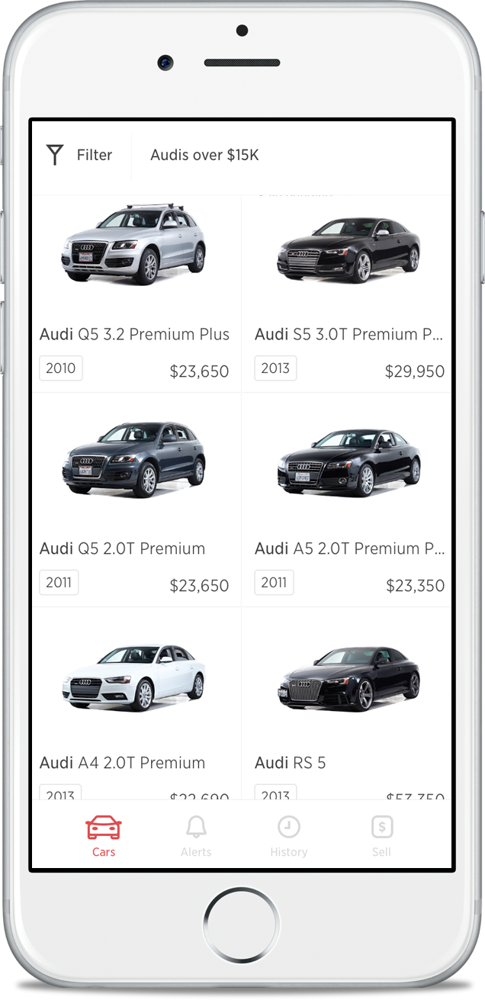 Filter
Audis over $15K
Audi Q5 3.2 Premium Plus
2010
$23,650
Audi S5 3.0T Premium P...
2013
$29,950
Audi Q5 2.0T Premium
2011
$23,650
Audi A5 2.0T Premium P...
2011
$23,350
Audi A4 2.0T Premium
2013
$22,690
Audi RS 5
2013
$53,350
Cars
Alerts
History
Sell